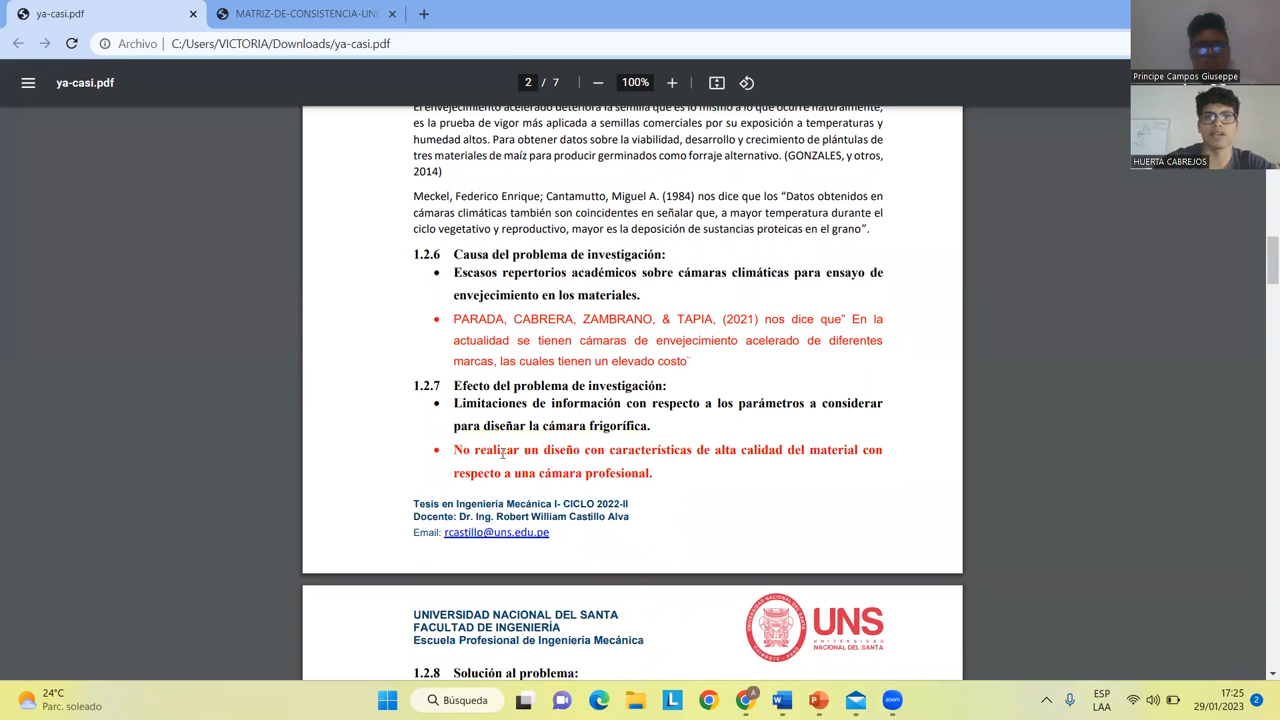 ya-casi.pdf
MATRIZ-DE-CONSISTENCIA-UN
Archivo
C:/Users/VICTORIA/Downloads/ya-casi.pdf
ya-casi.pdf
2 / 7
100%
Principe Campos Giuseppe
HUERTA CABREJOS
El envejecimiento acelerado deteriora la semilla que es lo mismo a lo que ocurre naturalmente,
es la prueba de vigor más aplicada a semillas comerciales por su exposición a temperaturas y
humedad altos. Para obtener datos sobre la viabilidad, desarrollo y crecimiento de plántulas de
tres materiales de maíz para producir germinados como forraje alternativo. (GONZALES, y otros,
2014)
Meckel, Federico Enrique; Cantamutto, Miguel A. (1984) nos dice que los “Datos obtenidos en
cámaras climáticas también son coincidentes en señalar que, a mayor temperatura durante el
ciclo vegetativo y reproductivo, mayor es la deposición de sustancias proteicas en el grano”.
1.2.6 Causa del problema de investigación:
• Escasos repertorios académicos sobre cámaras climáticas para ensayo de
envejecimiento en los materiales.
• PARADA, CABRERA, ZAMBRANO, & TAPIA, (2021) nos dice que” En la
actualidad se tienen cámaras de envejecimiento acelerado de diferentes
marcas, las cuales tienen un elevado costo¨
1.2.7 Efecto del problema de investigación:
• Limitaciones de información con respecto a los parámetros a considerar
para diseñar la cámara frigorífica.
• No realizar un diseño con características de alta calidad del material con
respecto a una cámara profesional.
Tesis en Ingeniería Mecánica I- CICLO 2022-II
Docente: Dr. Ing. Robert William Castillo Alva
Email: rcastillo@uns.edu.pe
UNIVERSIDAD NACIONAL DEL SANTA
FACULTAD DE INGENIERÍA
Escuela Profesional de Ingeniería Mecánica
UNS
UNIVERSIDAD
NACIONAL DEL SANTA
1.2.8 Solución al problema:
24°C
Parc. soleado
Búsqueda
ESP
LAA
17:25
29/01/2023
2